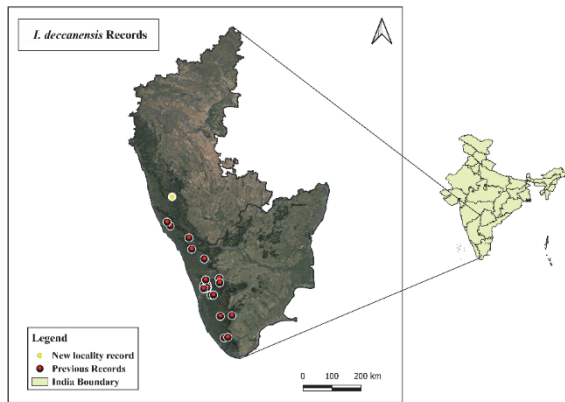 I. deccanensis Records
Legend
New locality record
Previous Records
India Boundary
0 100 200 km